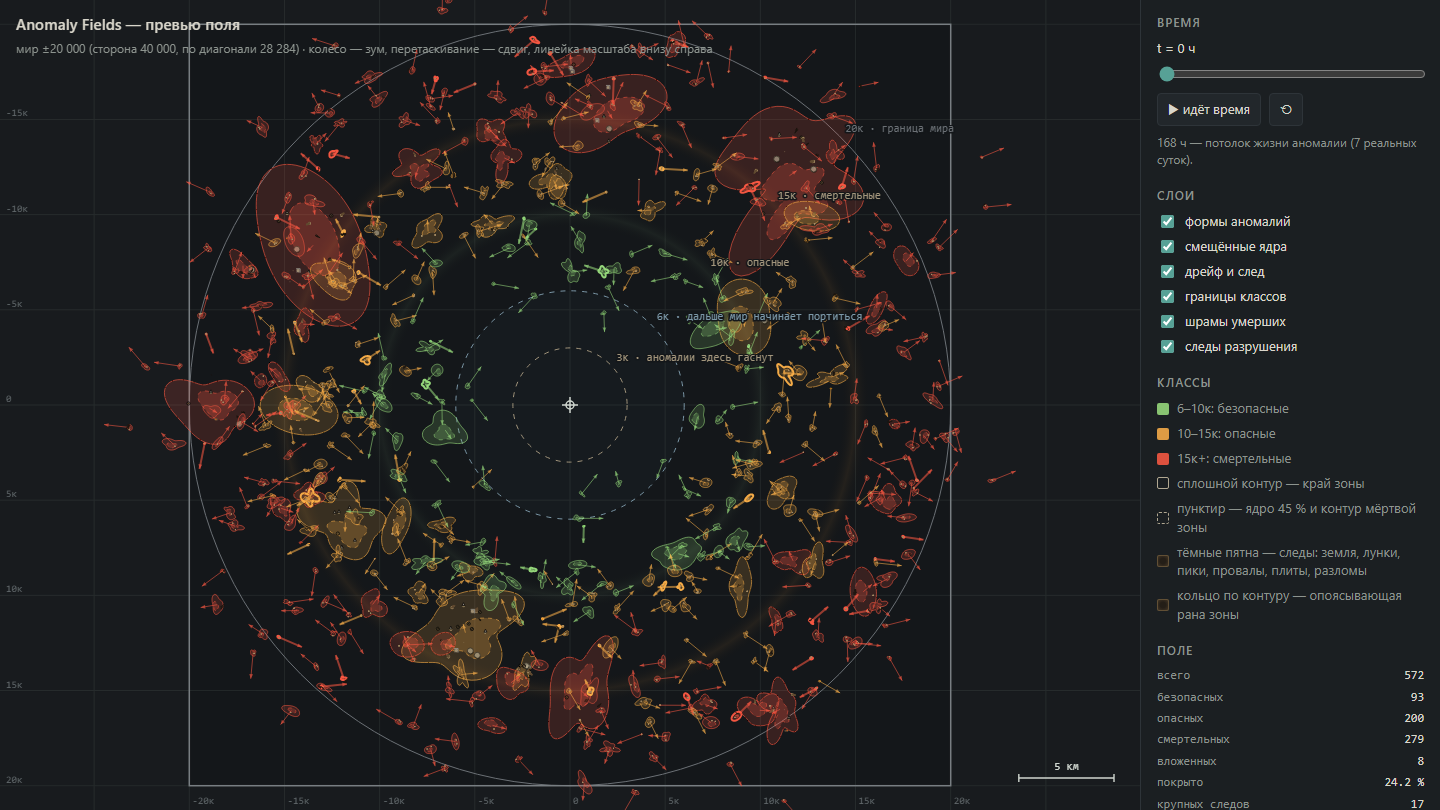 Anomaly Fields — превью поля
мир ±20 000 (сторона 40 000, по диагонали 28 284) · колесо — зум, перетаскивание — сдвиг, линейка масштаба внизу справа
20к · граница мира
15к · смертельные
10к · опасные
6к · дальше мир начинает портиться
3к · аномалии здесь гаснут
-15к
-10к
-5к
0
5к
10к
15к
20к
-20к
-15к
-10к
-5к
0
5к
10к
15к
20к
5 км
ВРЕМЯ
t = 0 ч
▶ идёт время
⟲
168 ч — потолок жизни аномалии (7 реальных
суток).
СЛОИ
формы аномалий
смещённые ядра
дрейф и след
границы классов
шрамы умерших
следы разрушения
КЛАССЫ
6–10к: безопасные
10–15к: опасные
15к+: смертельные
сплошной контур — край зоны
пунктир — ядро 45 % и контур мёртвой
зоны
тёмные пятна — следы: земля, лунки,
пики, провалы, плиты, разломы
кольцо по контуру — опоясывающая
рана зоны
ПОЛЕ
всего 572
безопасных 93
опасных 200
смертельных 279
вложенных 8
покрыто 24.2 %
крупных следов 17